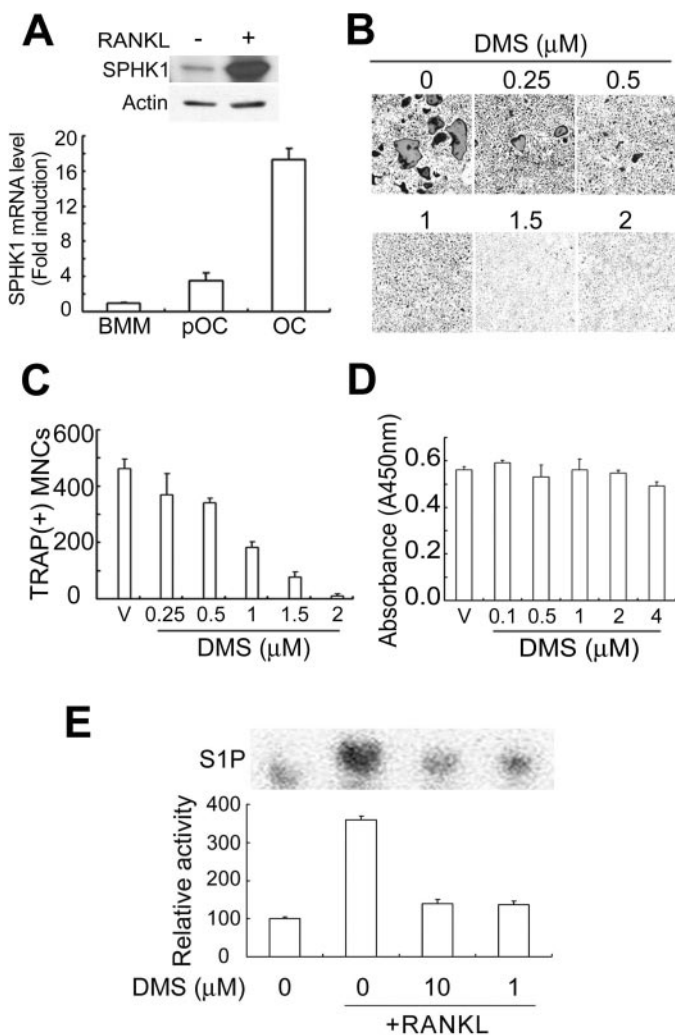 A
RANKL - +
SPHK1
Actin
SPHK1 mRNA level
(Fold induction)
20
16
12
8
4
0
BMM pOC OC
B
DMS (μM)
0 0.25 0.5
1 1.5 2
C
TRAP(+) MNCs
600
400
200
0
V 0.25 0.5 1 1.5 2
DMS (μM)
D
Absorbance (A450nm)
0.6
0.4
0.2
0.0
V 0.1 0.5 1 2 4
DMS (μM)
E
S1P
Relative activity
400
300
200
100
0
DMS (μM) 0 0 10 1
+RANKL